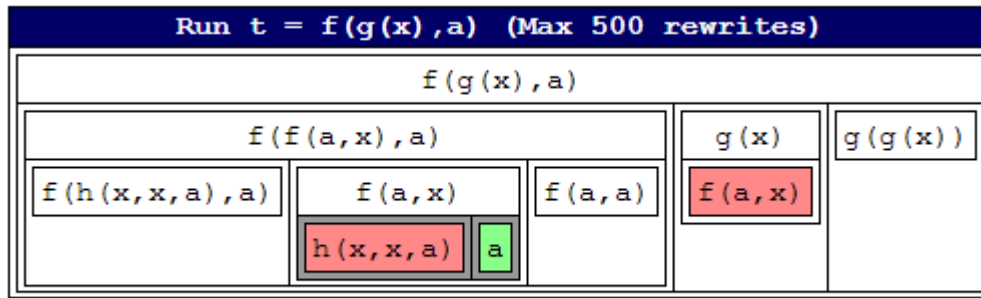 Run t = f(g(x),a) (Max 500 rewrites)
f(g(x),a)
f(f(a,x),a) g(x) g(g(x))
f(h(x,x,a),a) f(a,x) f(a,a) f(a,x)
h(x,x,a) a